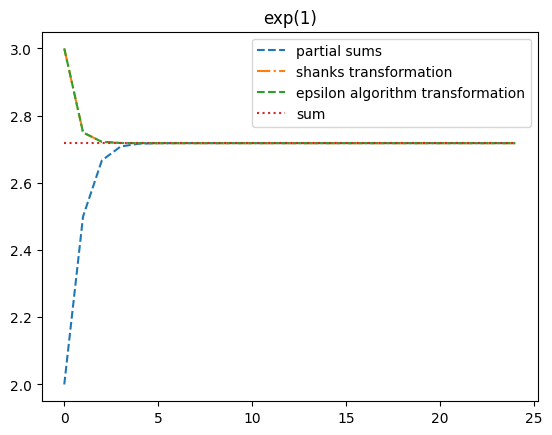 exp(1)
partial sums
shanks transformation
epsilon algorithm transformation
sum
3.0
2.8
2.6
2.4
2.2
2.0
0 5 10 15 20 25